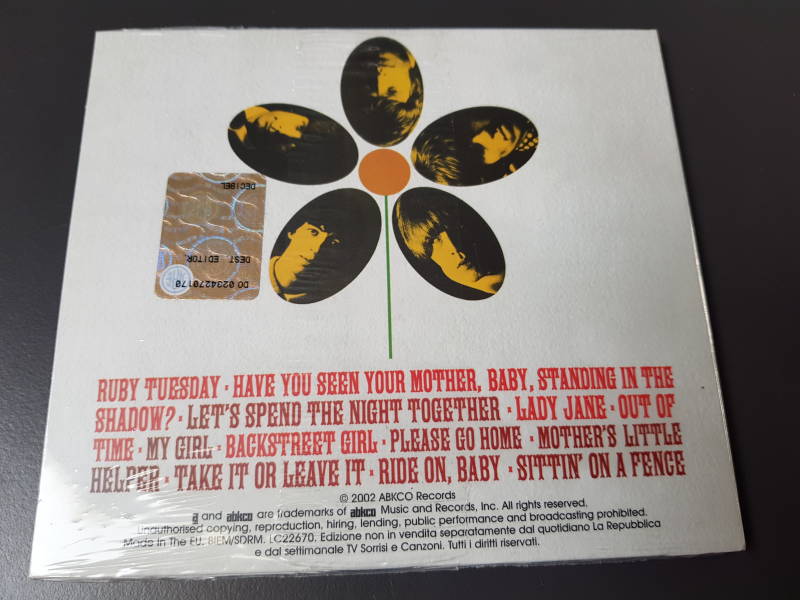 DECIBEL
DEST. EDITOR.
DO 0234270170
RUBY TUESDAY · HAVE YOU SEEN YOUR MOTHER, BABY, STANDING IN THE
SHADOW? · LET'S SPEND THE NIGHT TOGETHER · LADY JANE · OUT OF
TIME · MY GIRL · BACKSTREET GIRL · PLEASE GO HOME · MOTHER'S LITTLE
HELPER · TAKE IT OR LEAVE IT · RIDE ON, BABY · SITTIN' ON A FENCE
© 2002 ABKCO Records
a and abkco are trademarks of abkco Music and Records, Inc. All rights reserved.
Unauthorised copying, reproduction, hiring, lending, public performance and broadcasting prohibited.
Made In The EU. BIEM/SDRM. LC22670. Edizione non in vendita separatamente dal quotidiano La Repubblica
e dal settimanale TV Sorrisi e Canzoni. Tutti i diritti riservati.